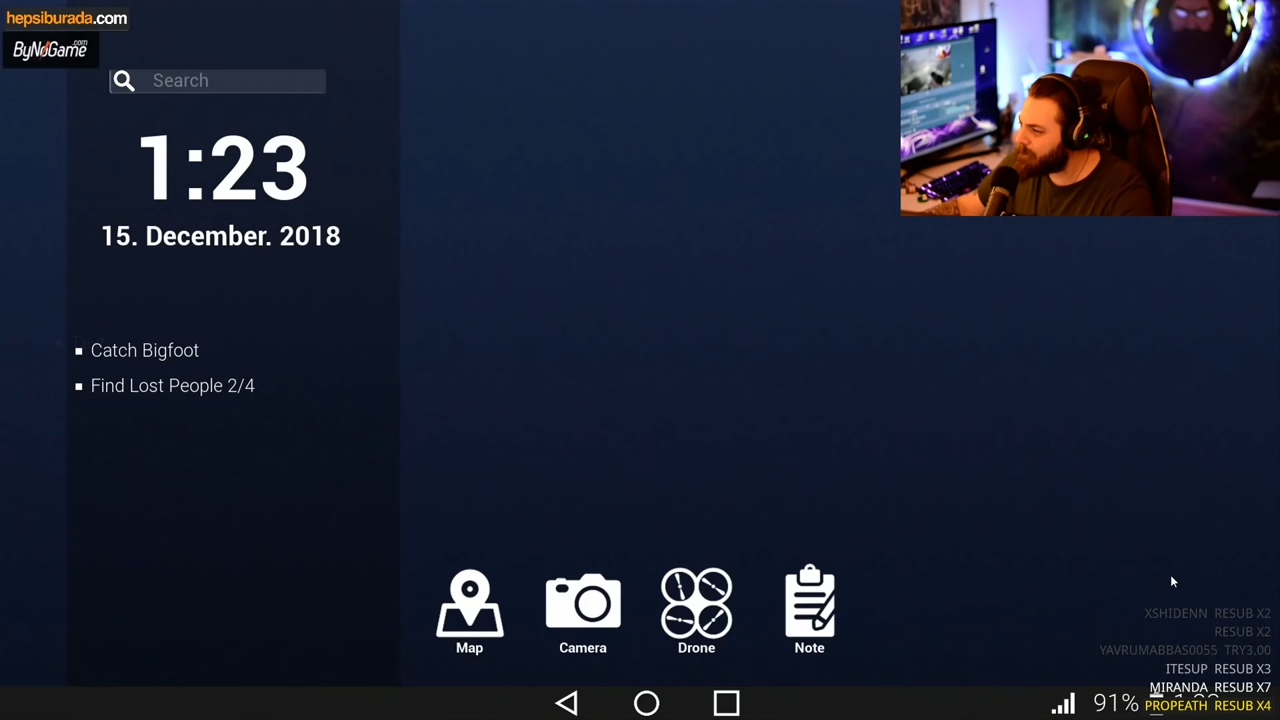 hepsiburada.com
ByNoGame.com
Search
1:23
15. December. 2018
Catch Bigfoot
Find Lost People 2/4
Map
Camera
Drone
Note
XSHIDENN RESUB X2
RESUB X2
YAVRUMABBAS0055 TRY3.00
ITESUP RESUB X3
MIRANDA RESUB X7
PROPEATH RESUB X4
91%